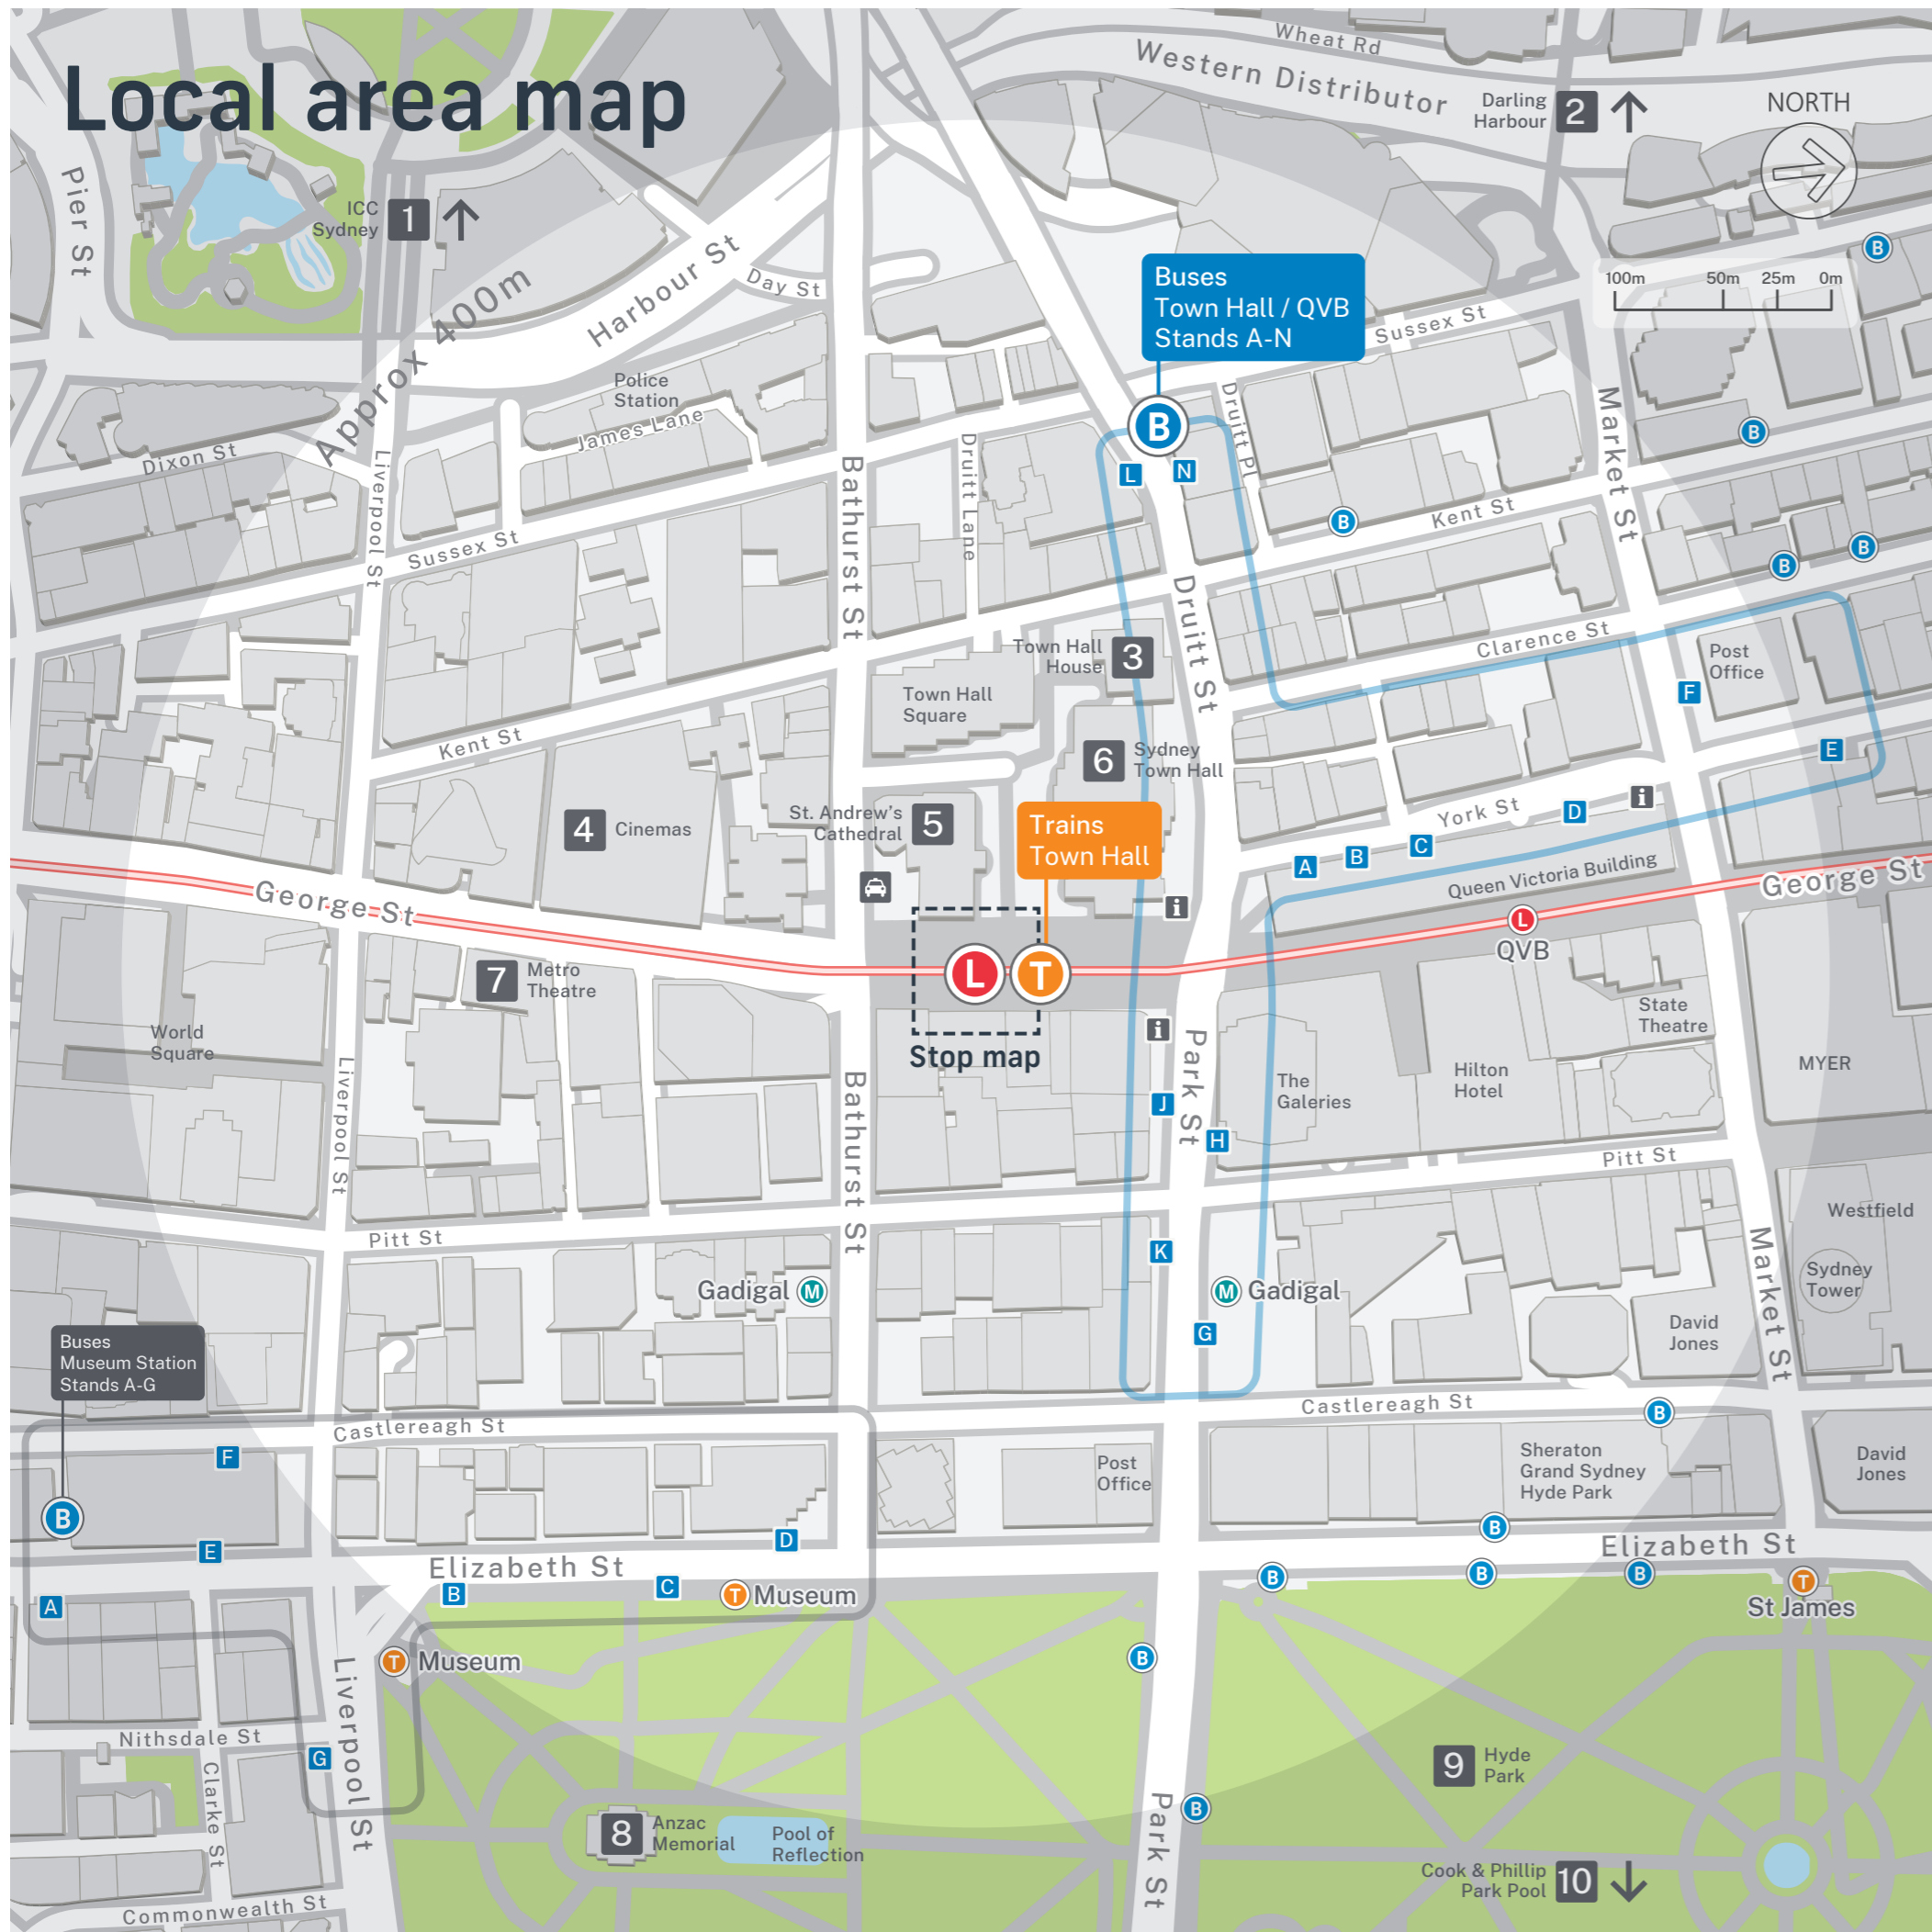 Local area map
Wheat Rd
Western Distributor
Darling
Harbour
2
NORTH
Pier St
ICC
Sydney
1
Approx 400m
Harbour St
Day St
B
100m
50m
25m
0m
Buses
Town Hall / QVB
Stands A-N
Sussex St
Police
Station
James Lane
Dixon St
Liverpool St
Sussex St
Bathurst St
Druitt Lane
B
L
N
Druitt Pl
B
Kent St
Market St
B
B
B
Druitt St
Clarence St
Town Hall
House
3
Town Hall
Square
Post
Office
F
E
Kent St
6
Sydney
Town Hall
4
Cinemas
St. Andrew's
Cathedral
5
Trains
Town Hall
York St
A
B
C
D
i
Queen Victoria Building
George St
George St
i
L
T
L
QVB
7
Metro
Theatre
World
Square
Stop map
i
State
Theatre
MYER
Hilton
Hotel
The
Galeries
Park St
J
H
Liverpool St
Bathurst St
Pitt St
Pitt St
K
Westfield
Sydney
Tower
Market St
Gadigal
M
M
Gadigal
G
David
Jones
Buses
Museum Station
Stands A-G
Castlereagh St
Castlereagh St
B
F
B
E
A
Post
Office
Sheraton
Grand Sydney
Hyde Park
David
Jones
D
B
Elizabeth St
Elizabeth St
B
C
T
Museum
B
B
B
T
St James
T
Museum
B
Liverpool St
Nithsdale St
G
Clarke St
Commonwealth St
8
Anzac
Memorial
Pool of
Reflection
Park St
B
9
Hyde
Park
Cook & Phillip
Park Pool
10